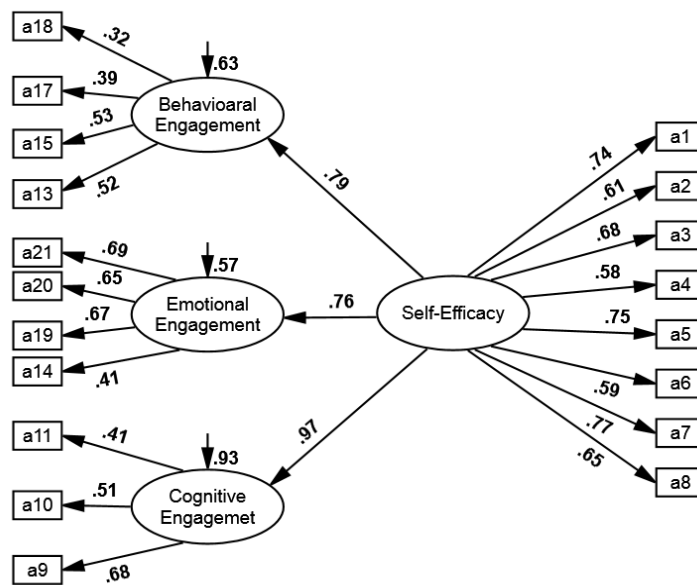 a18
.32
.63
a17
.39
Behavioaral
Engagement
a15
.53
a13
.52
.79
a21
.69
.57
a20
.65
Emotional
Engagement
a19
.67
a14
.41
.76
Self-Efficacy
a11
.41
.93
a10
.51
Cognitive
Engagemet
a9
.68
.97
.74
a1
.61
a2
.68
a3
.58
a4
.75
a5
a6
.59
a7
.77
.65
a8